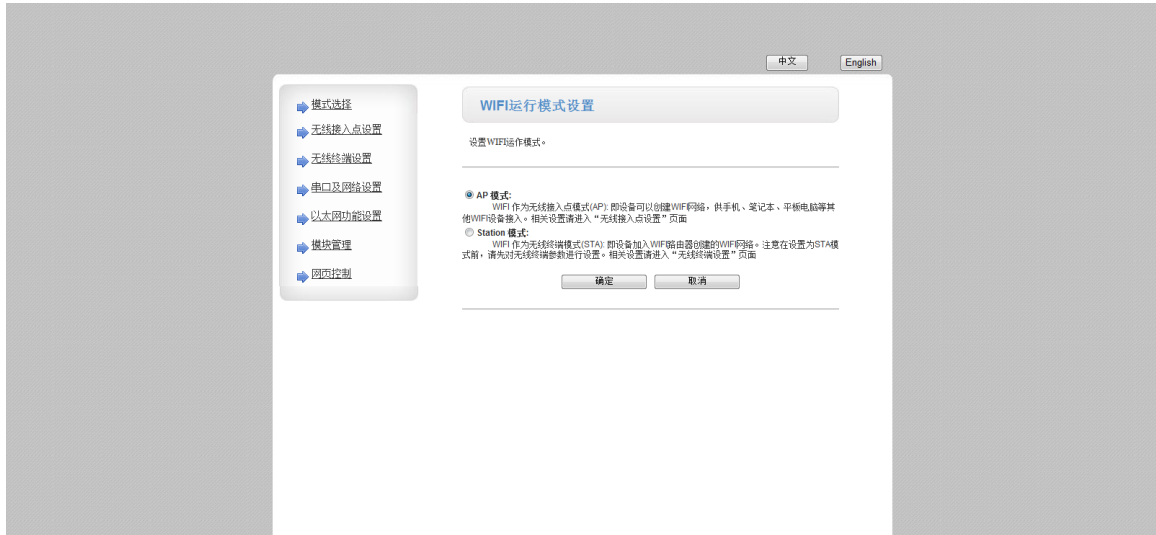 中文
English
模式选择
无线接入点设置
无线终端设置
串口及网络设置
以太网功能设置
模块管理
网页控制
WIFI运行模式设置
设置WIFI运作模式。
AP 模式:
WIFI 作为无线接入点模式(AP): 即设备可以创建WIFI网络，供手机、笔记本、平板电脑等其
他WIFI设备接入。相关设置请进入“无线接入点设置”页面
Station 模式:
WIFI 作为无线终端模式(STA): 即设备加入WIFI路由器创建的WIFI网络。注意在设置为STA模
式前，请先对无线终端参数进行设置。相关设置请进入“无线终端设置”页面
确定
取消